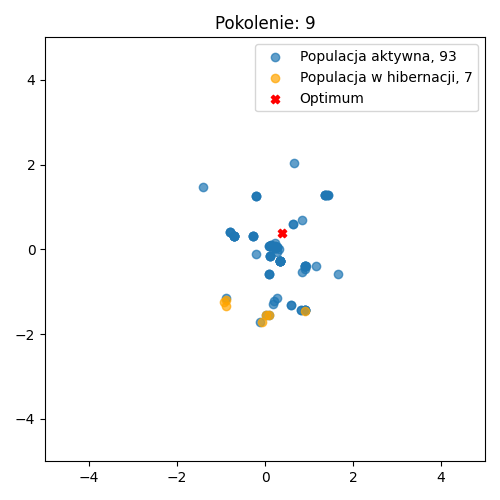 Pokolenie: 9
Populacja aktywna, 93
Populacja w hibernacji, 7
Optimum
4
2
0
−2
−4
−4
−2
0
2
4